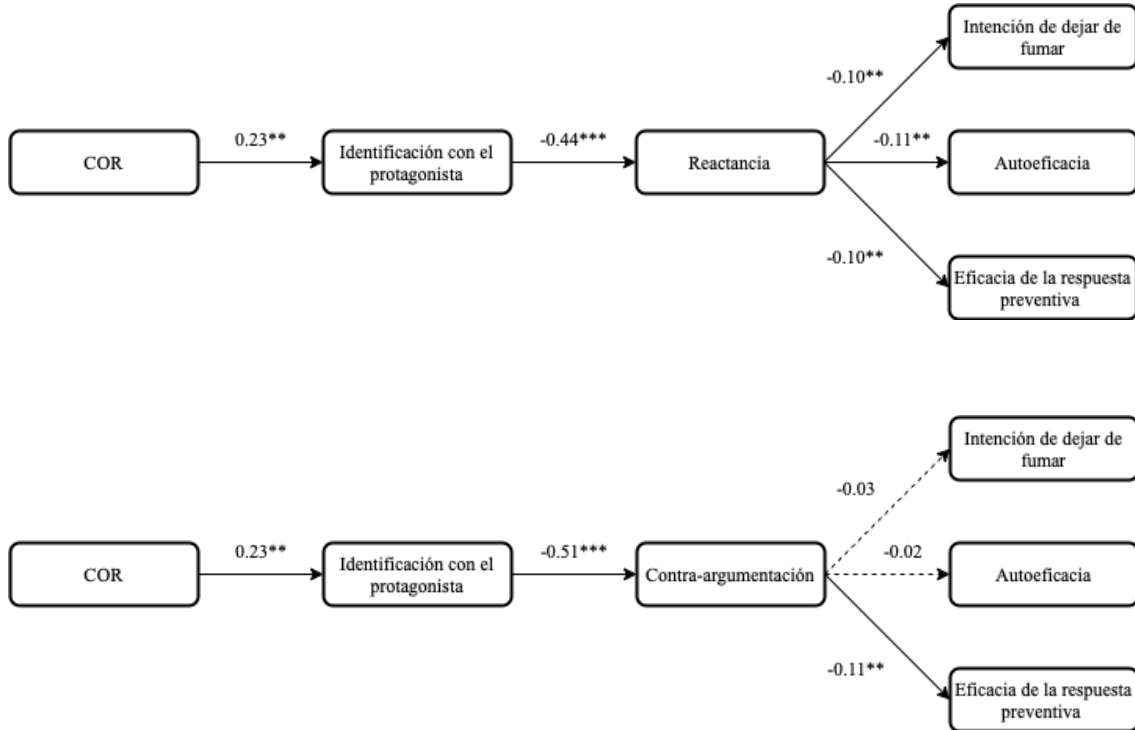 Intención de dejar de
fumar
-0.10**
0.23**
-0.44***
-0.11**
COR
Identificación con el
protagonista
Reactancia
Autoeficacia
-0.10**
Eficacia de la respuesta
preventiva
Intención de dejar de
fumar
-0.03
0.23**
-0.51***
-0.02
COR
Identificación con el
protagonista
Contra-argumentación
Autoeficacia
-0.11**
Eficacia de la respuesta
preventiva